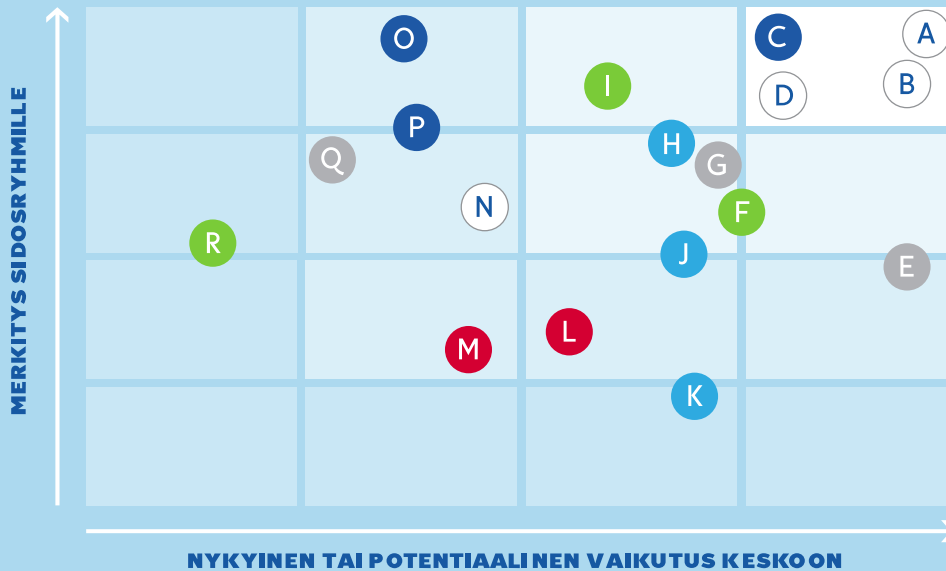 MERKITYS SIDOSRYHMILLE
O
C
A
I
D
B
P
H
Q
G
N
F
R
J
E
M
L
K
NYKYINEN TAI POTENTIAALINEN VAIKUTUS KESKOON